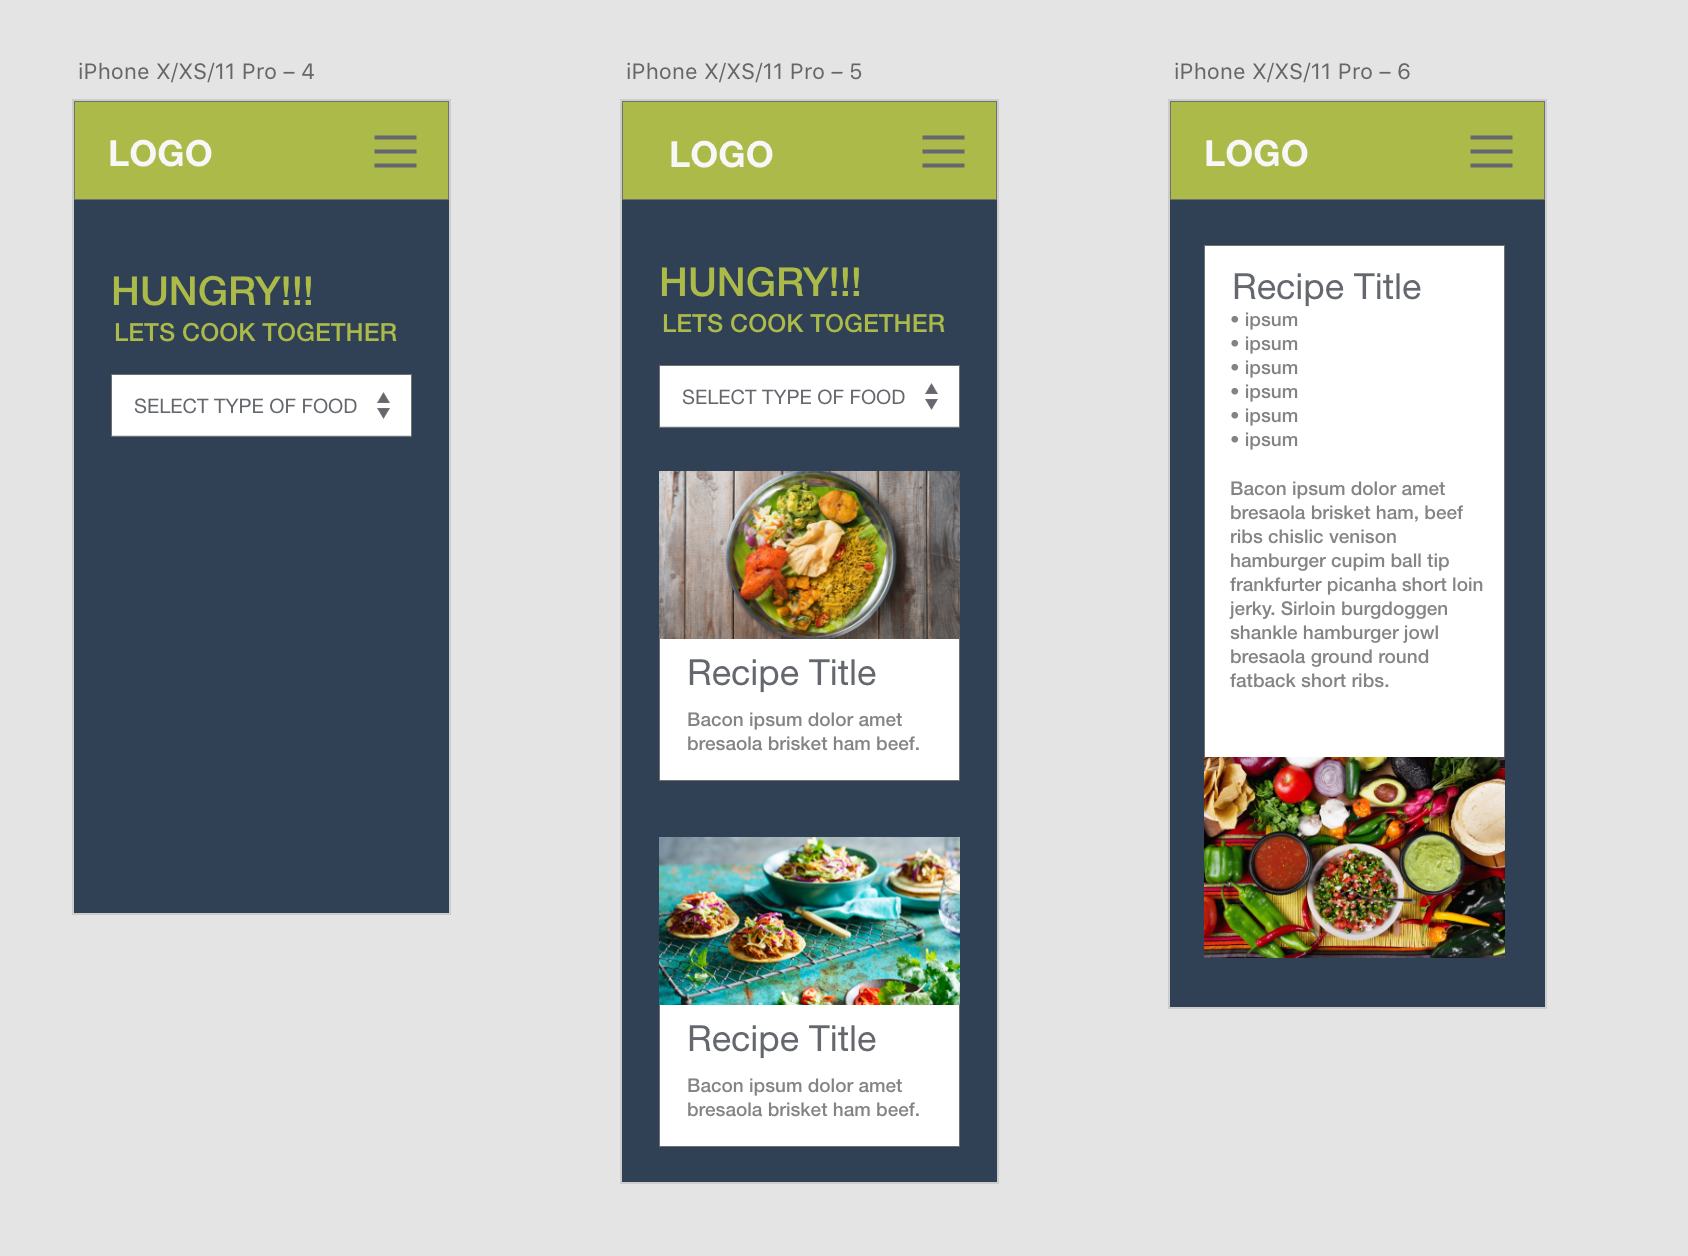 iPhone X/XS/11 Pro – 4
LOGO
HUNGRY!!!
LETS COOK TOGETHER
SELECT TYPE OF FOOD
iPhone X/XS/11 Pro – 5
LOGO
HUNGRY!!!
LETS COOK TOGETHER
SELECT TYPE OF FOOD
Recipe Title
Bacon ipsum dolor amet
bresaola brisket ham beef.
Recipe Title
Bacon ipsum dolor amet
bresaola brisket ham beef.
iPhone X/XS/11 Pro – 6
LOGO
Recipe Title
• ipsum
• ipsum
• ipsum
• ipsum
• ipsum
• ipsum
Bacon ipsum dolor amet
bresaola brisket ham, beef
ribs chislic venison
hamburger cupim ball tip
frankfurter picanha short loin
jerky. Sirloin burgdoggen
shankle hamburger jowl
bresaola ground round
fatback short ribs.